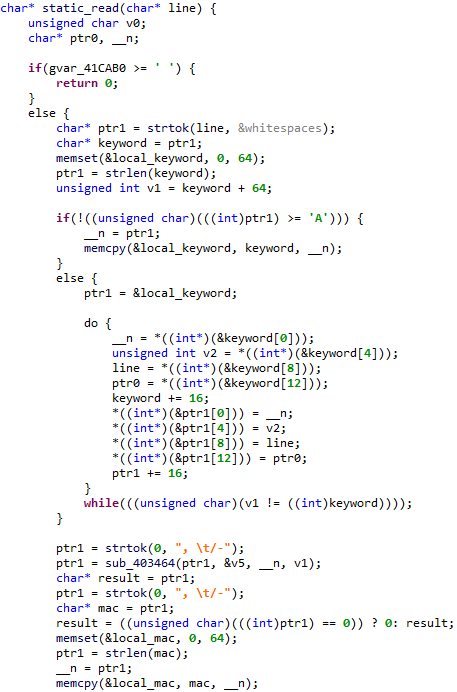 char* static_read(char* line) {
unsigned char v0;
char* ptr0, __n;
if(gvar_41CAB0 >= ' ') {
return 0;
}
else {
char* ptr1 = strtok(line, &whitespaces);
char* keyword = ptr1;
memset(&local_keyword, 0, 64);
ptr1 = strlen(keyword);
unsigned int v1 = keyword + 64;
if(!((unsigned char)(((int)ptr1) >= 'A'))) {
__n = ptr1;
memcpy(&local_keyword, keyword, __n);
}
else {
ptr1 = &local_keyword;
do {
__n = *((int*)(&keyword[0]));
unsigned int v2 = *((int*)(&keyword[4]));
line = *((int*)(&keyword[8]));
ptr0 = *((int*)(&keyword[12]));
keyword += 16;
*((int*)(&ptr1[0])) = __n;
*((int*)(&ptr1[4])) = v2;
*((int*)(&ptr1[8])) = line;
*((int*)(&ptr1[12])) = ptr0;
ptr1 += 16;
}
while(((unsigned char)(v1 != ((int)keyword))));
}
ptr1 = strtok(0, ", \t/-");
ptr1 = sub_403464(ptr1, &v5, __n, v1);
char* result = ptr1;
ptr1 = strtok(0, ", \t/-");
char* mac = ptr1;
result = ((unsigned char)(((int)ptr1) == 0)) ? 0: result;
memset(&local_mac, 0, 64);
ptr1 = strlen(mac);
__n = ptr1;
memcpy(&local_mac, mac, __n);